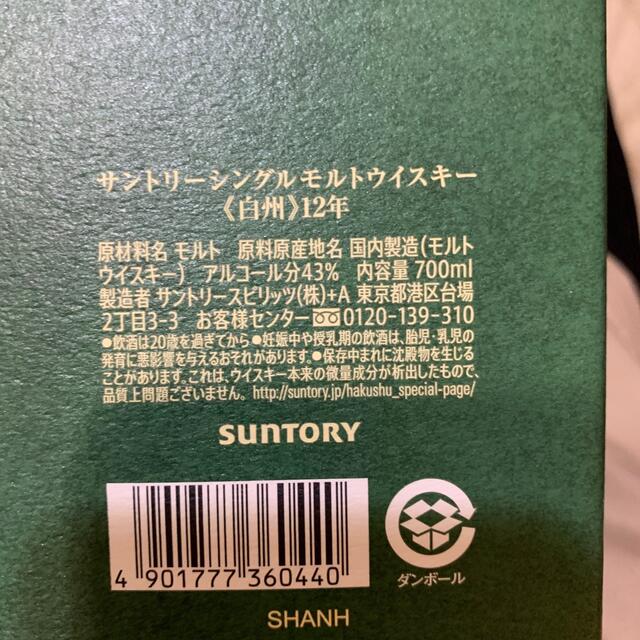 サントリーシングルモルトウイスキー
《白州》12年
原材料名 モルト　原料原産地名 国内製造(モルト
ウイスキー)　アルコール分43%　内容量 700ml
製造者 サントリースピリッツ(株)+A 東京都港区台場
2丁目3-3　お客様センター 0120-139-310
●飲酒は20歳を過ぎてから●妊娠中や授乳期の飲酒は、胎児・乳児の
発育に悪影響を与えるおそれがあります。●保存中まれに沈殿物を生じる
ことがあります。これは、ウイスキー本来の微量成分が析出したもので、
品質上問題ございません。http://suntory.jp/hakushu_special-page/
SUNTORY
4 901777 360440
ダンボール
SHANH